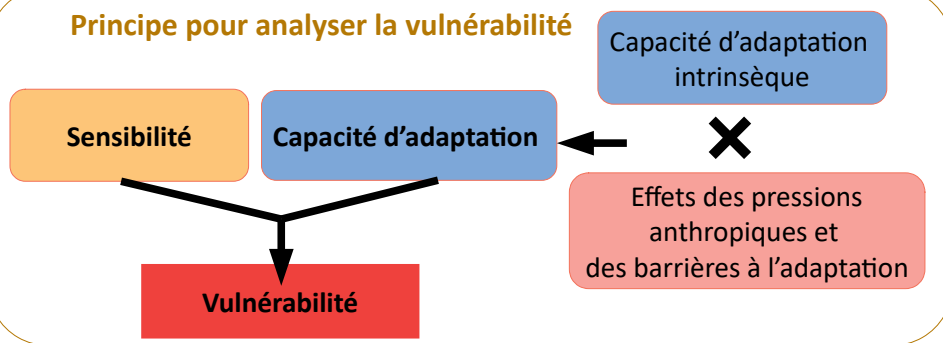 Principe pour analyser la vulnérabilité
Capacité d'adaptation
intrinsèque
Sensibilité
Capacité d'adaptation
Effets des pressions
anthropiques et
des barrières à l'adaptation
Vulnérabilité